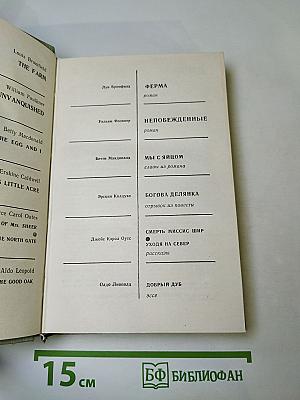 Louis Bromfield
THE FARM
William Faulkner
UNVANQUISHED
Betty Macdonald
THE EGG AND I
Erskine Caldwell
S LITTLE ACRE
Joyce Carol Oates
OF MRS. SHEER
THE NORTH GATE
Aldo Leopold
THE GOOD OAK
Луи Бромфилд
ФЕРМА
роман
Уильям Фолкнер
НЕПОБЕЖДЕННЫЕ
роман
Бетти Макдональд
МЫ С ЯЙЦОМ
главы из романа
Эрскин Колдуэлл
БОГОВА ДЕЛЯНКА
отрывок из повести
Джойс Кэрол Оутс
СМЕРТЬ МИССИС ШИР
УХОДЯ НА СЕВЕР
рассказы
Олдо Леопольд
ДОБРЫЙ ДУБ
эссе
15 см
БФ БИБЛИОФАН